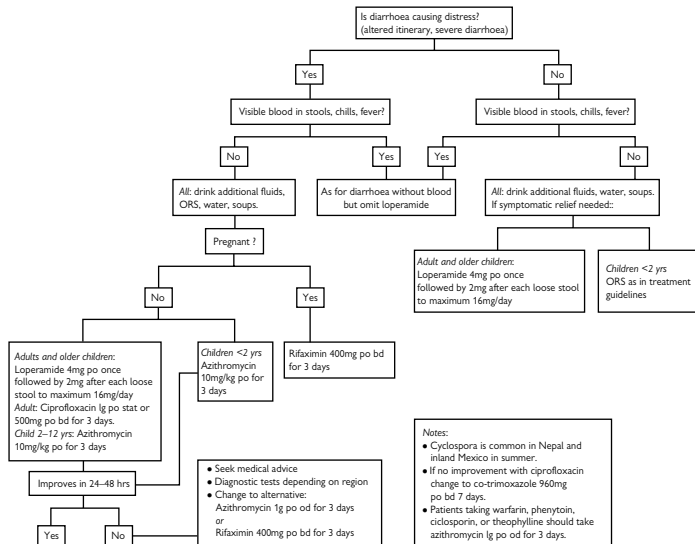 Is diarrhoea causing distress?
(altered itinerary, severe diarrhoea)
Yes
No
Visible blood in stools, chills, fever?
Visible blood in stools, chills, fever?
No
Yes
Yes
No
All: drink additional fluids,
ORS, water, soups.
As for diarrhoea without blood
but omit loperamide
All: drink additional fluids, water, soups.
If symptomatic relief needed::
Pregnant ?
Adult and older children:
Loperamide 4mg po once
followed by 2mg after each loose stool
to maximum 16mg/day
Children <2 yrs
ORS as in treatment
guidelines
No
Yes
Adults and older children:
Loperamide 4mg po once
followed by 2mg after each loose
stool to maximum 16mg/day
Adult: Ciprofloxacin lg po stat or
500mg po bd for 3 days.
Child 2–12 yrs: Azithromycin
10mg/kg po for 3 days
Children <2 yrs
Azithromycin
10mg/kg po for
3 days
Rifaximin 400mg po bd
for 3 days
Improves in 24–48 hrs
Yes
No
• Seek medical advice
• Diagnostic tests depending on region
• Change to alternative:
Azithromycin 1g po od for 3 days
or
Rifaximin 400mg po bd for 3 days
Notes:
• Cyclospora is common in Nepal and
inland Mexico in summer.
• If no improvement with ciprofloxacin
change to co-trimoxazole 960mg
po bd 7 days.
• Patients taking warfarin, phenytoin,
ciclosporin, or theophylline should take
azithromycin lg po od for 3 days.